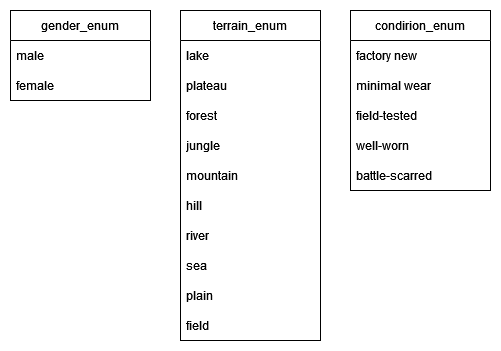 gender_enum
male
female
terrain_enum
lake
plateau
forest
jungle
mountain
hill
river
sea
plain
field
condirion_enum
factory new
minimal wear
field-tested
well-worn
battle-scarred